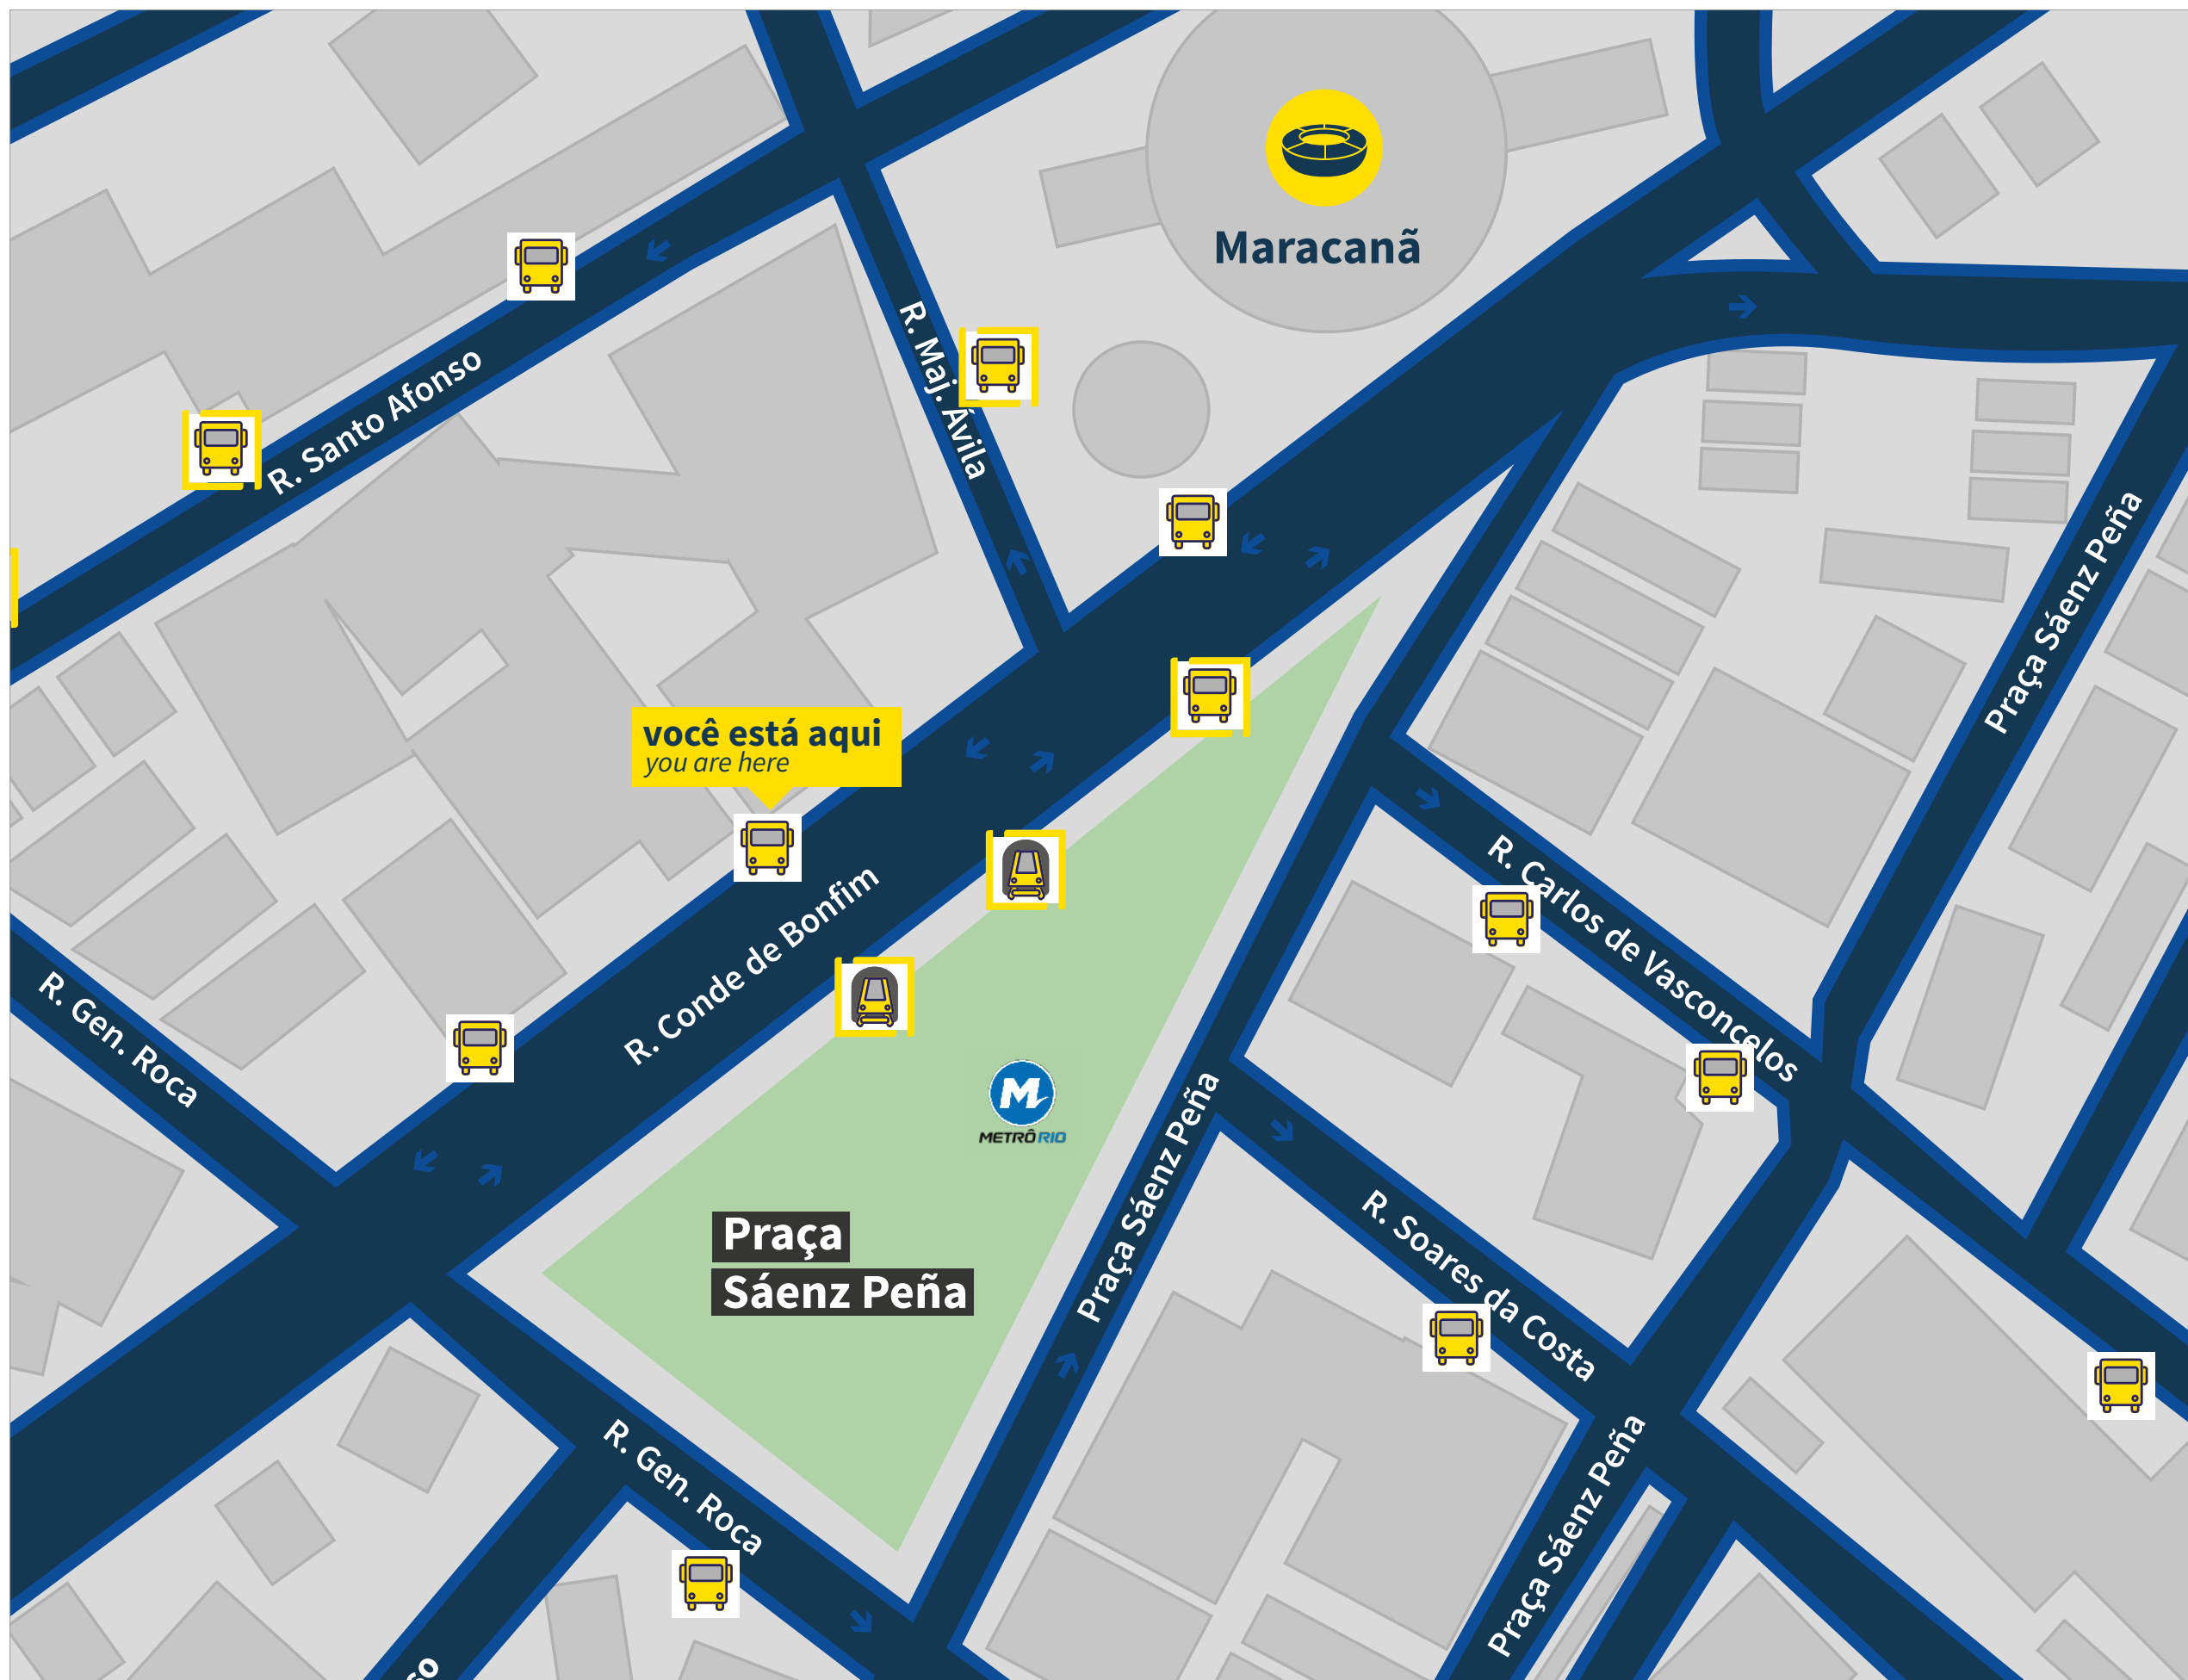 Maracanã
R. Maj. Ávila
R. Santo Afonso
Praça Sáenz Peña
você está aqui
you are here
R. Carlos de Vasconcelos
R. Conde de Bonfim
R. Gen. Roca
METRÔ RIO
Praça Sáenz Peña
Praça
Sáenz Peña
R. Soares da Costa
R. Gen. Roca
Praça Sáenz Peña
so